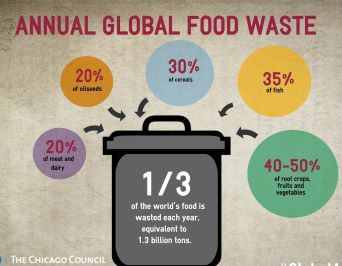 ANNUAL GLOBAL FOOD WASTE
20%
of oilseeds
30%
of cereals
35%
of fish
20%
of meat and
dairy
40-50%
of root crops,
fruits and
vegetables
1/3
of the world's food is
wasted each year,
equivalent to
1.3 billion tons.
THE CHICAGO COUNCIL